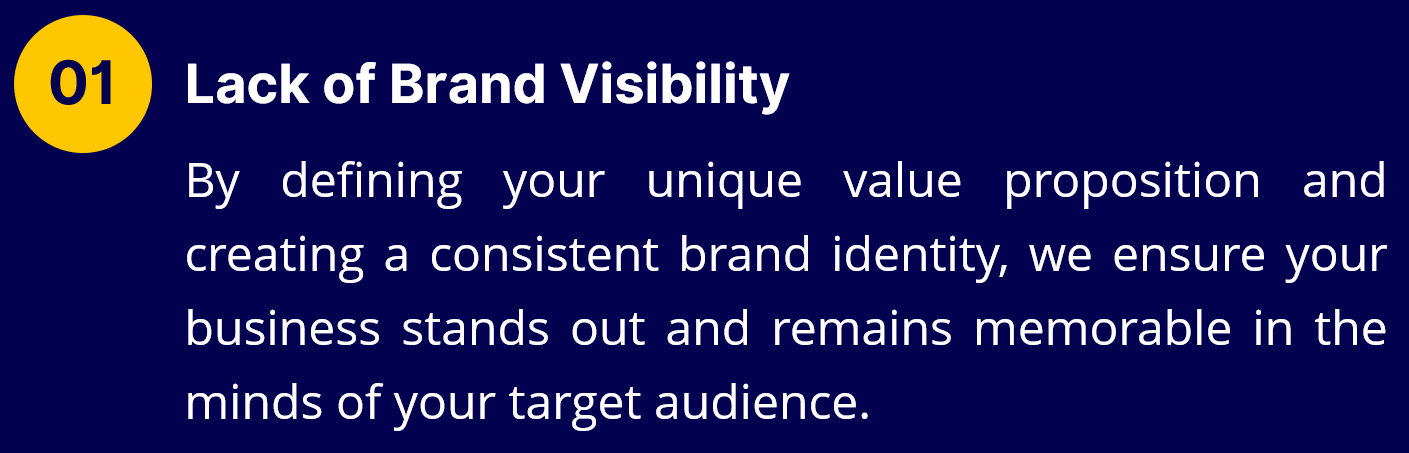 01
Lack of Brand Visibility
By defining your unique value proposition and
creating a consistent brand identity, we ensure your
business stands out and remains memorable in the
minds of your target audience.